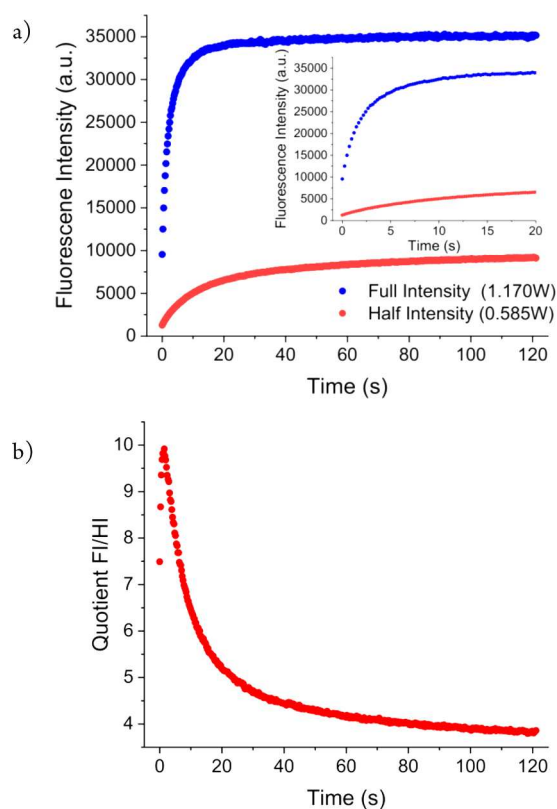 a)
Fluorescene Intensity (a.u.)
35000
30000
25000
20000
15000
10000
5000
0
Fluorescence Intensity (a.u.)
35000
30000
25000
20000
15000
10000
5000
0
0 5 10 15 20
Time (s)
Full Intensity (1.170W)
Half Intensity (0.585W)
0 20 40 60 80 100 120
Time (s)
b)
Quotient FI/HI
10
9
8
7
6
5
4
0 20 40 60 80 100 120
Time (s)